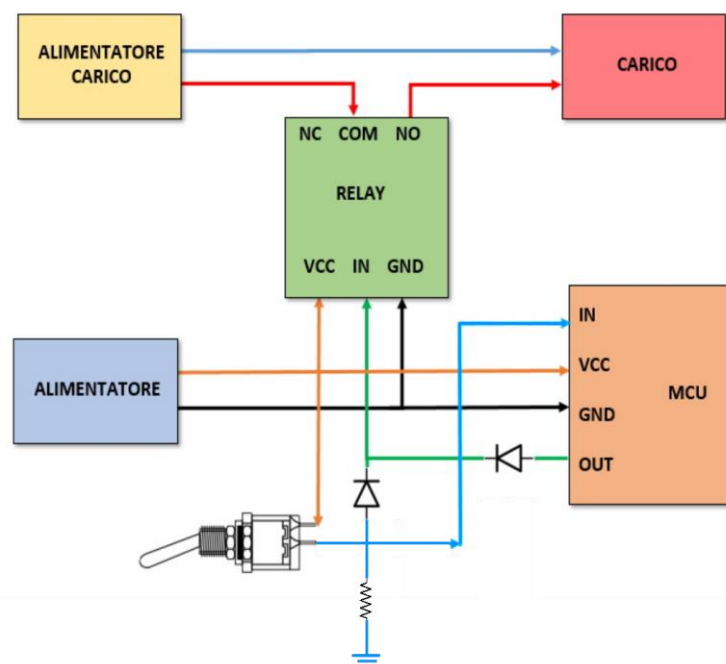 ALIMENTATORE
CARICO
CARICO
NC COM NO
RELAY
VCC IN GND
IN
ALIMENTATORE
VCC
MCU
GND
OUT